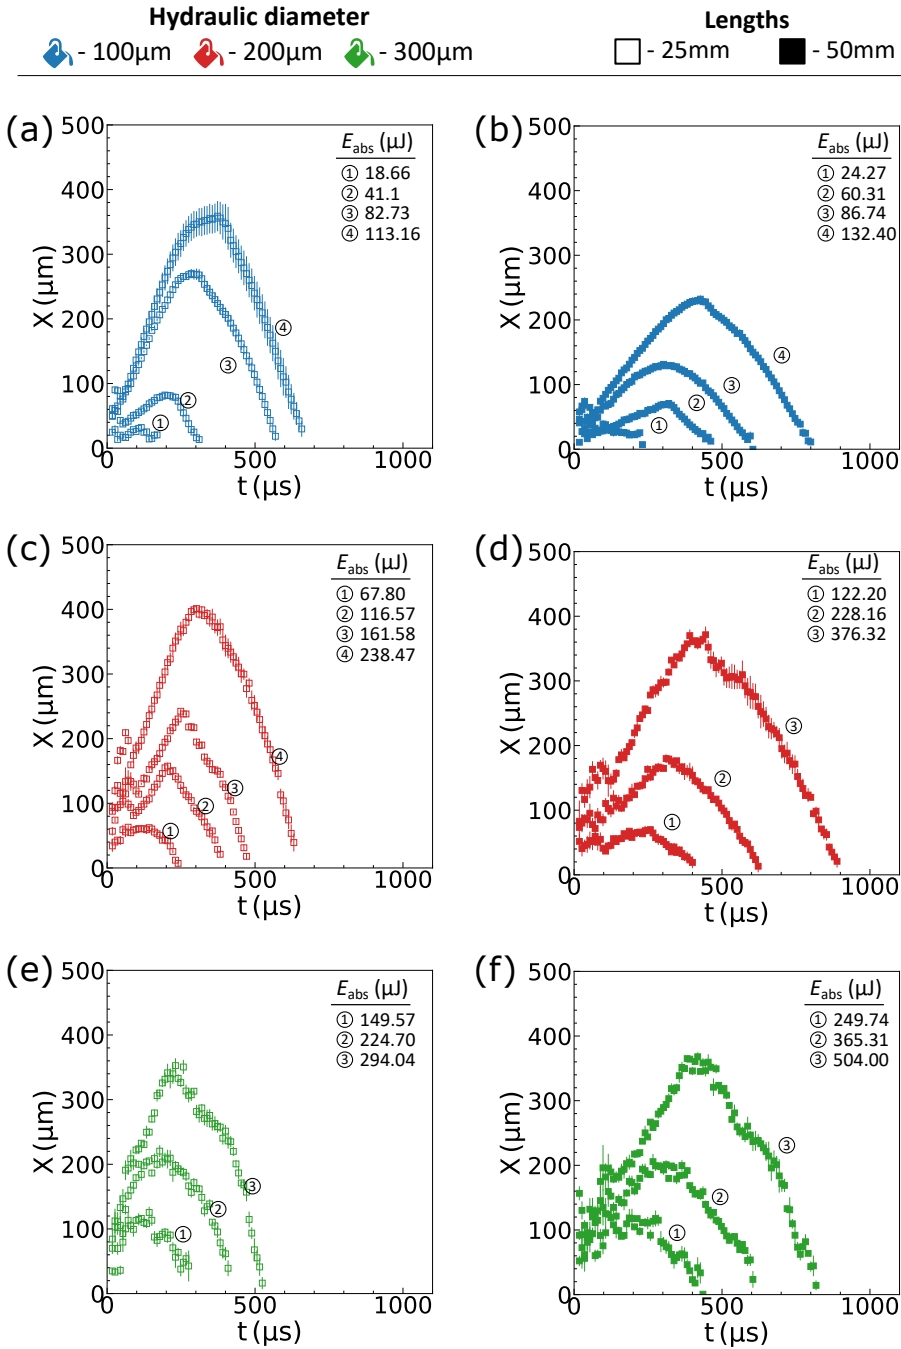 Hydraulic diameter
Lengths
- 100µm - 200µm - 300µm
- 25mm - 50mm
(a)
E_abs (µJ)
① 18.66
② 41.1
③ 82.73
④ 113.16
500
400
300
200
100
0
X (µm)
①
②
③
④
0 500 1000
t (µs)
(b)
E_abs (µJ)
① 24.27
② 60.31
③ 86.74
④ 132.40
500
400
300
200
100
0
X (µm)
①
②
③
④
0 500 1000
t (µs)
(c)
E_abs (µJ)
① 67.80
② 116.57
③ 161.58
④ 238.47
500
400
300
200
100
0
X (µm)
①
②
③
④
0 500 1000
t (µs)
(d)
E_abs (µJ)
① 122.20
② 228.16
③ 376.32
500
400
300
200
100
0
X (µm)
①
②
③
0 500 1000
t (µs)
(e)
E_abs (µJ)
① 149.57
② 224.70
③ 294.04
500
400
300
200
100
0
X (µm)
①
②
③
0 500 1000
t (µs)
(f)
E_abs (µJ)
① 249.74
② 365.31
③ 504.00
500
400
300
200
100
0
X (µm)
①
②
③
0 500 1000
t (µs)